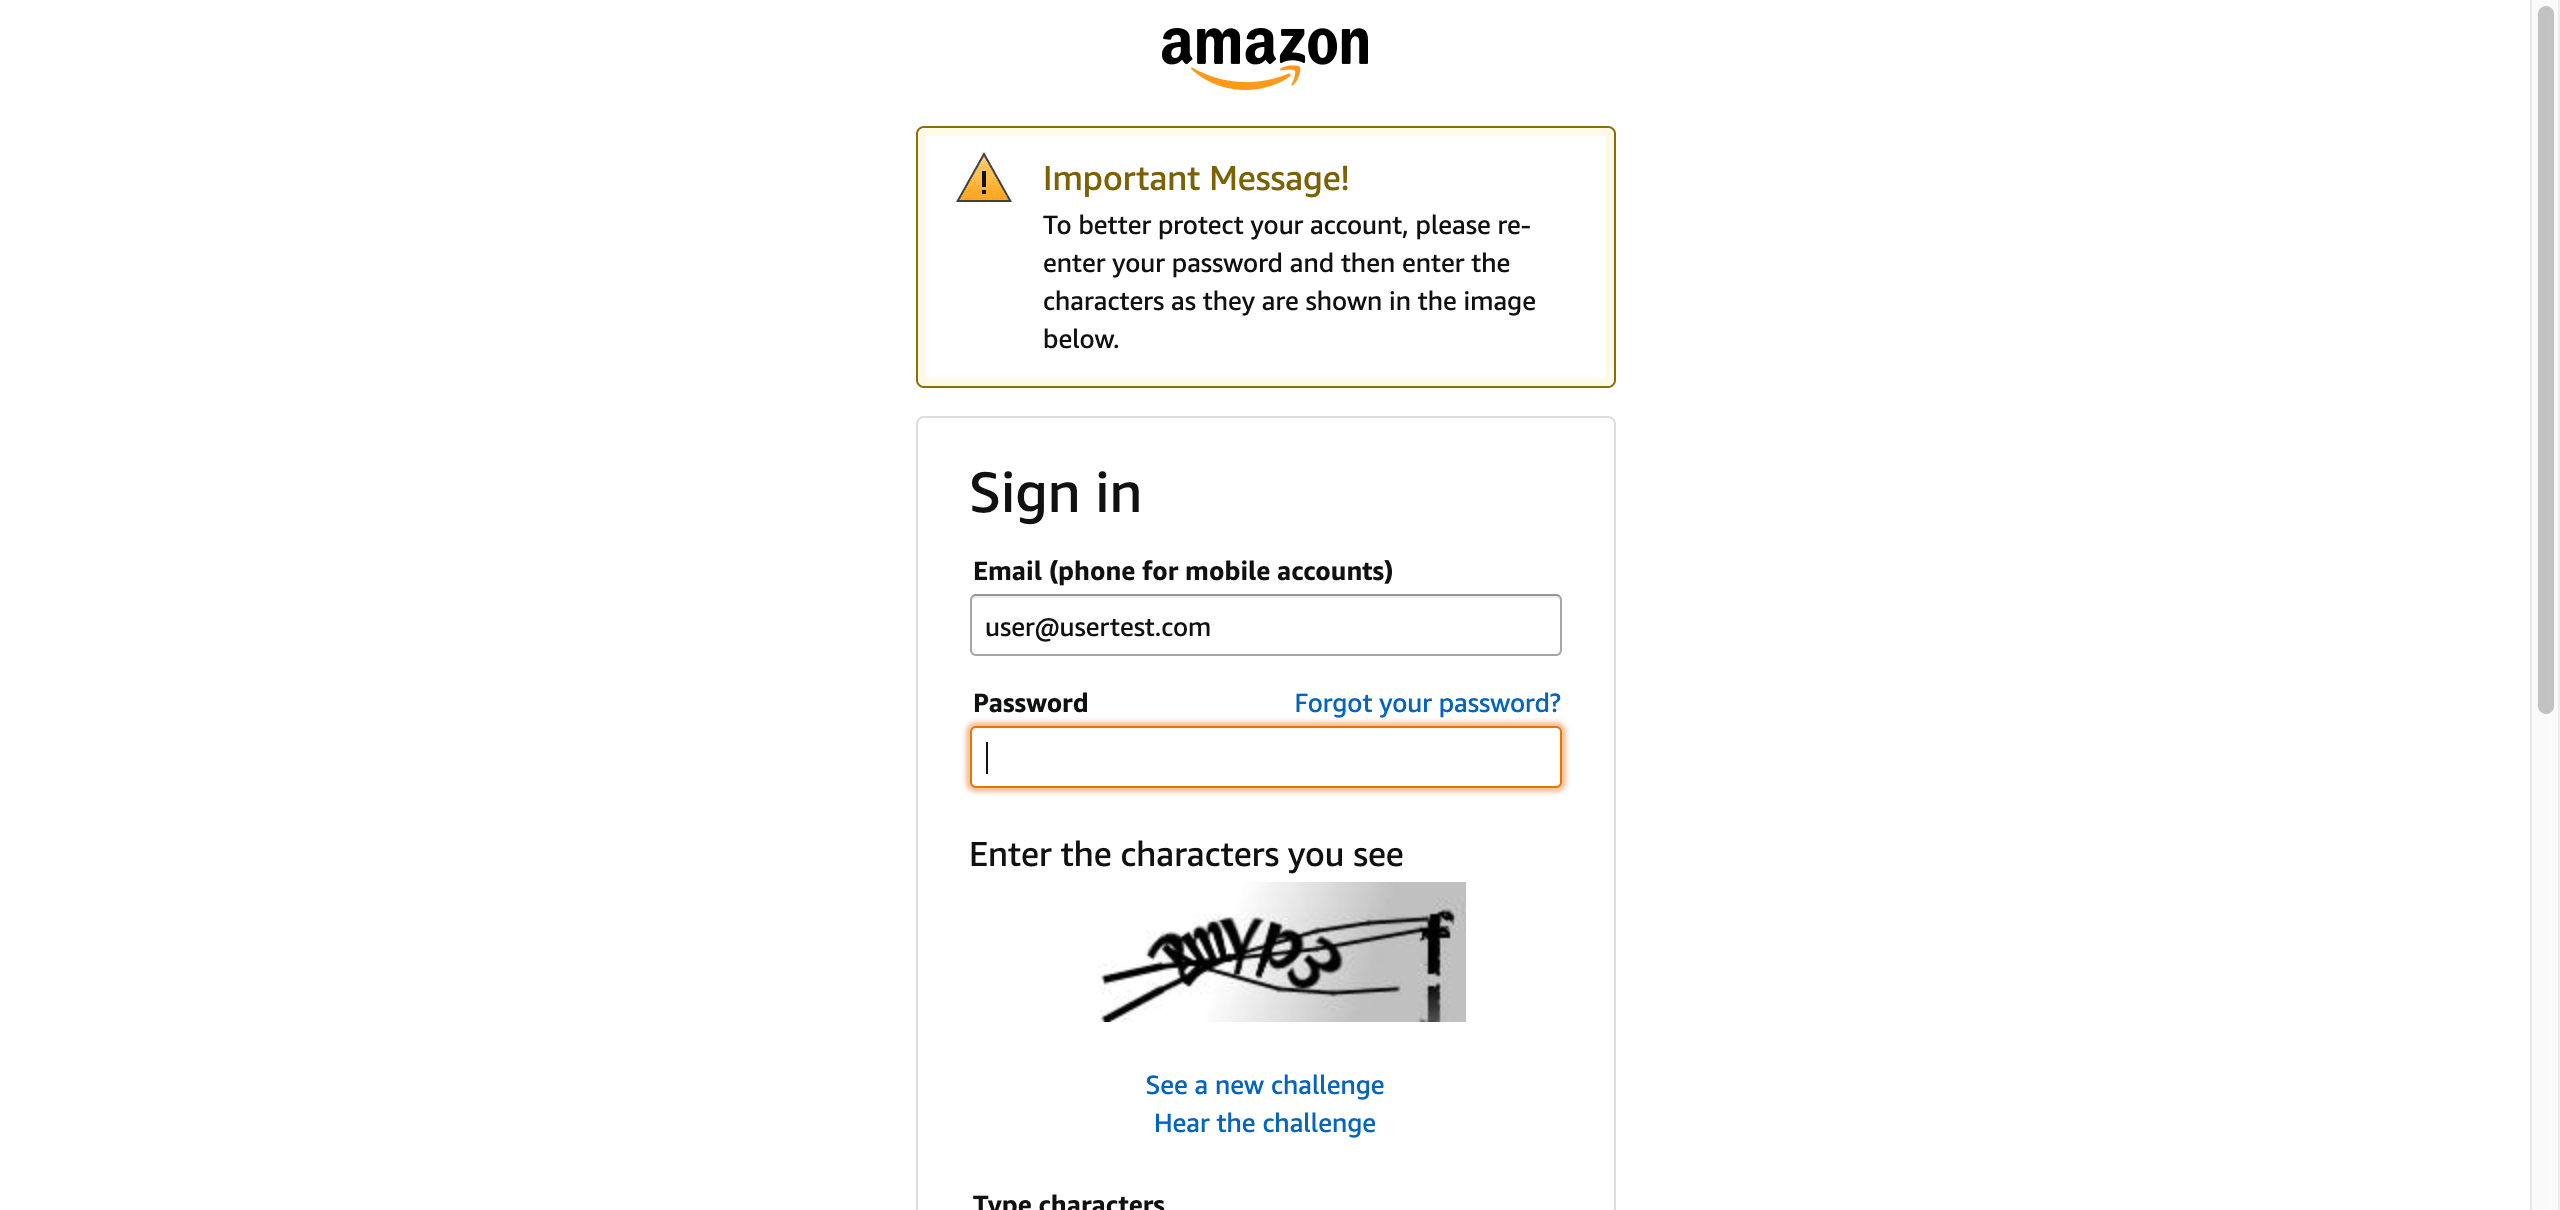 amazon
Important Message!
To better protect your account, please re-
enter your password and then enter the
characters as they are shown in the image
below.
Sign in
Email (phone for mobile accounts)
user@usertest.com
Password Forgot your password?
Enter the characters you see
See a new challenge
Hear the challenge
Type characters